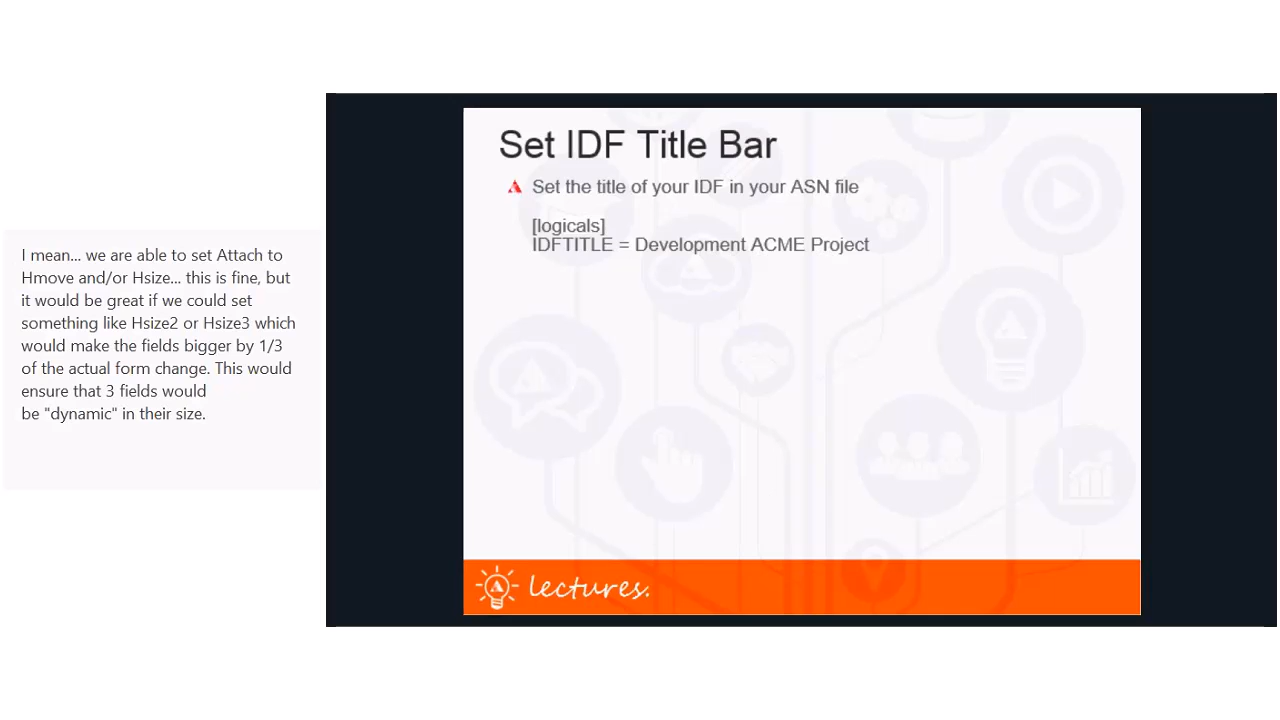 I mean... we are able to set Attach to
Hmove and/or Hsize... this is fine, but
it would be great if we could set
something like Hsize2 or Hsize3 which
would make the fields bigger by 1/3
of the actual form change. This would
ensure that 3 fields would
be "dynamic" in their size.
Set IDF Title Bar
Set the title of your IDF in your ASN file
[logicals]
IDFTITLE = Development ACME Project
lectures.